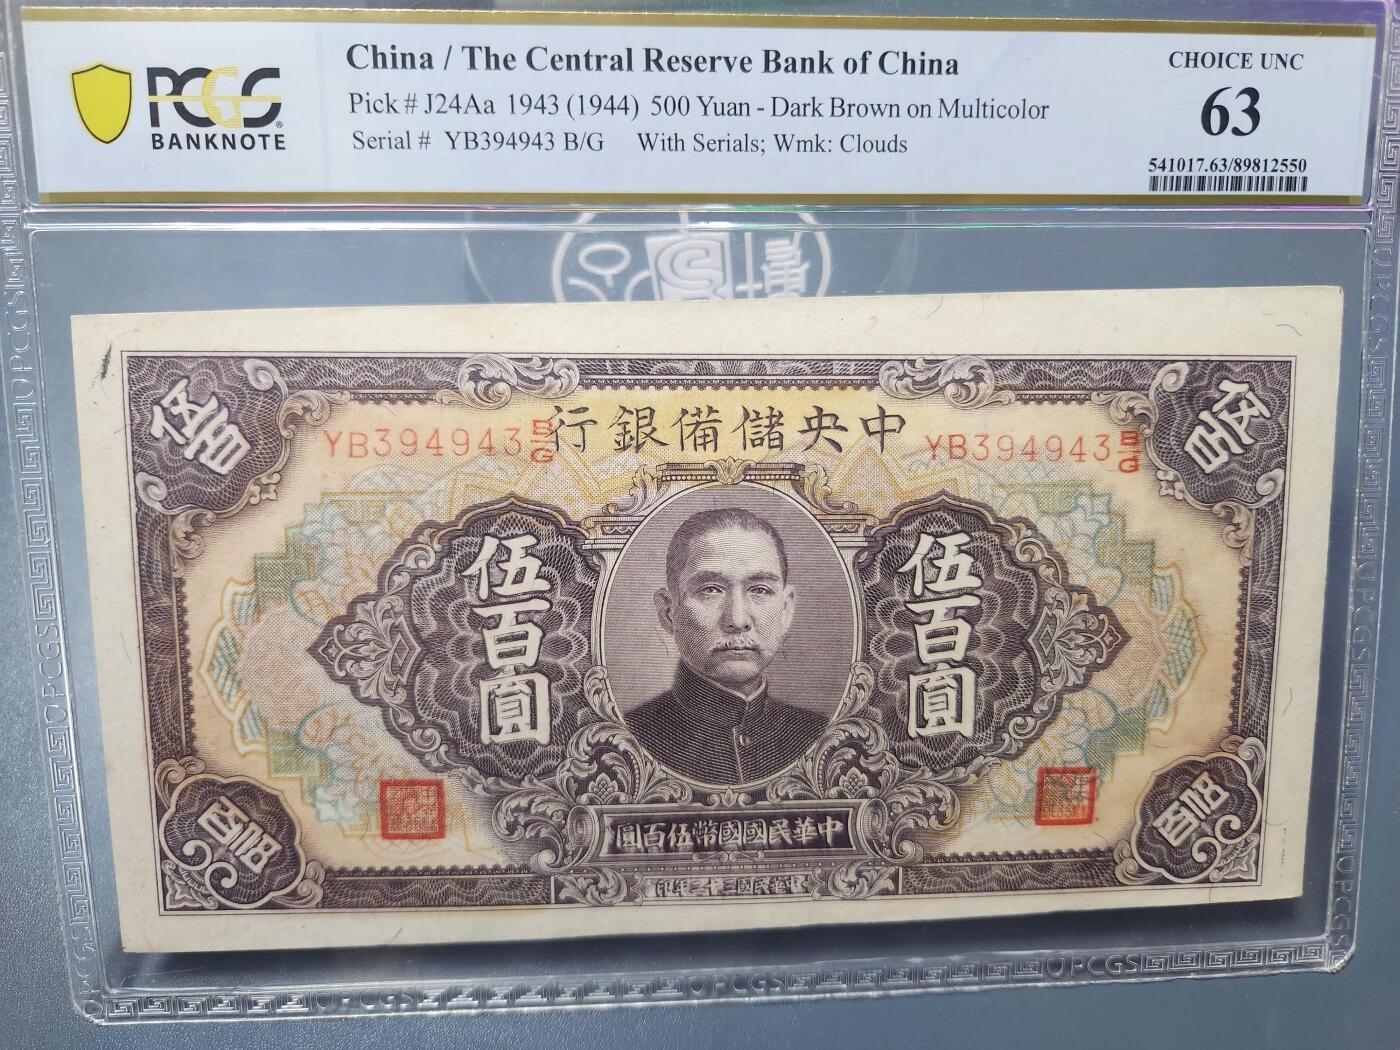 China / The Central Reserve Bank of China
CHOICE UNC
PCGS
BANKNOTE
Pick # J24Aa 1943 (1944) 500 Yuan - Dark Brown on Multicolor
63
Serial # YB394943 B/G With Serials; Wmk: Clouds
541017.63/89812550
伍百
行銀備儲央中
伍百
YB394943 B/G
YB394943 B/G
伍百圓
伍百圓
百伍
圓百伍幣國國民華中
百伍
印年二十三國民華中